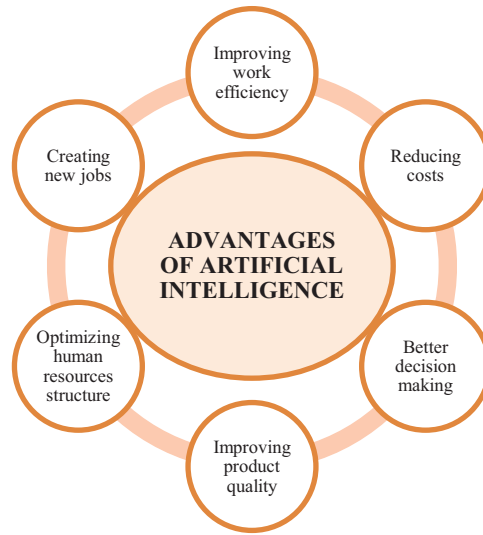 Improving
work
efficiency
Reducing
costs
Better
decision
making
Improving
product
quality
Optimizing
human
resources
structure
Creating
new jobs
ADVANTAGES
OF ARTIFICIAL
INTELLIGENCE